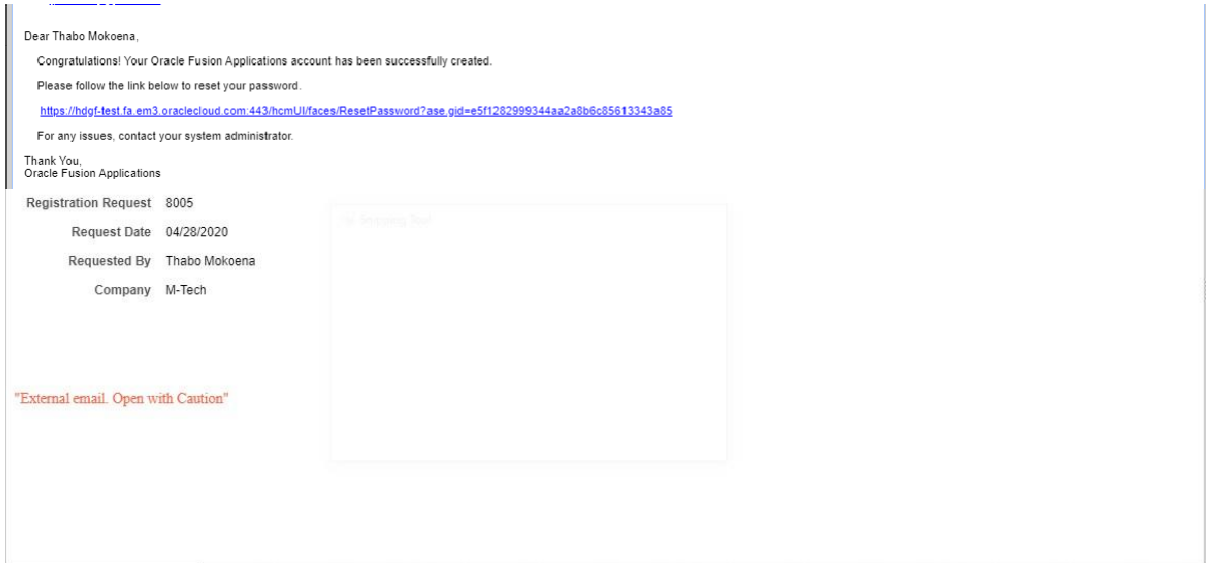 Dear Thabo Mokoena,
Congratulations! Your Oracle Fusion Applications account has been successfully created.
Please follow the link below to reset your password.
https://hdgf-test.fa.em3.oraclecloud.com:443/hcmUI/faces/ResetPassword?ase.gid=e5f1282999344aa2a8b6c85613343a85
For any issues, contact your system administrator.
Thank You,
Oracle Fusion Applications
Registration Request 8005
Request Date 04/28/2020
Requested By Thabo Mokoena
Company M-Tech
"External email. Open with Caution"